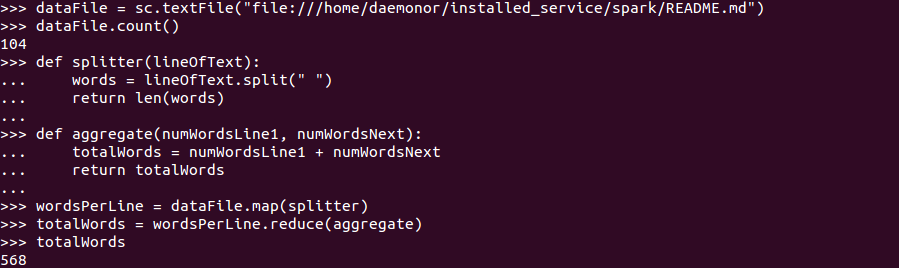 >>> dataFile = sc.textFile("file:///home/daemonor/installed_service/spark/README.md")
>>> dataFile.count()
104
>>> def splitter(lineOfText):
...     words = lineOfText.split(" ")
...     return len(words)
...
>>> def aggregate(numWordsLine1, numWordsNext):
...     totalWords = numWordsLine1 + numWordsNext
...     return totalWords
...
>>> wordsPerLine = dataFile.map(splitter)
>>> totalWords = wordsPerLine.reduce(aggregate)
>>> totalWords
568